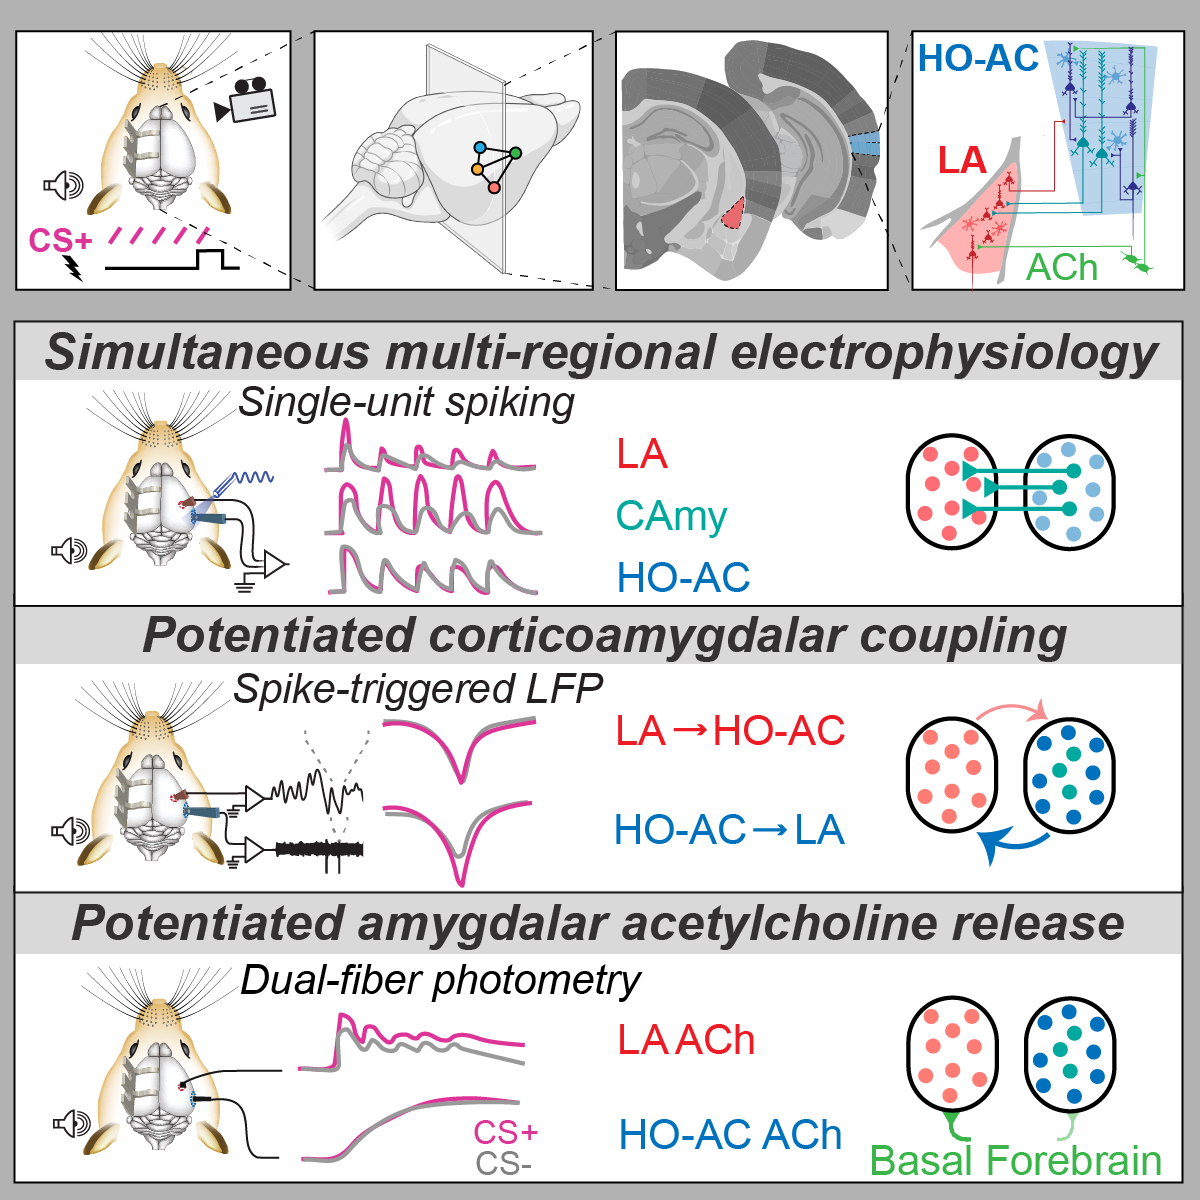 CS+
HO-AC
LA
ACh
Simultaneous multi-regional electrophysiology
Single-unit spiking
LA
CAmy
HO-AC
Potentiated corticoamygdalar coupling
Spike-triggered LFP
LA→HO-AC
HO-AC→LA
Potentiated amygdalar acetylcholine release
Dual-fiber photometry
LA ACh
HO-AC ACh
CS+
CS-
Basal Forebrain